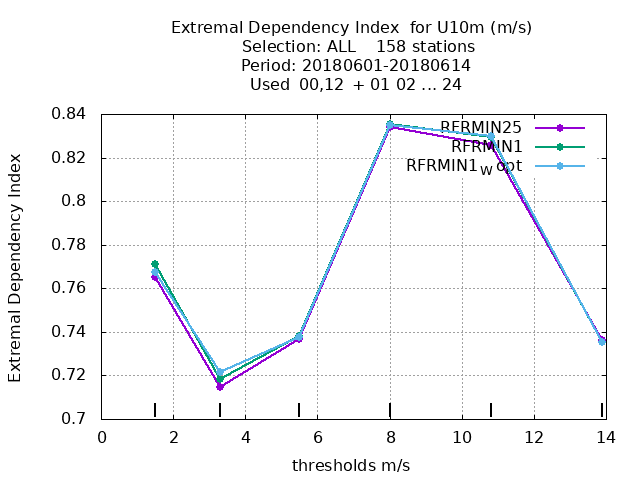 Extremal Dependency Index for U10m (m/s)
Selection: ALL 158 stations
Period: 20180601-20180614
Used 00,12 + 01 02 ... 24
Extremal Dependency Index
0.84
0.82
0.8
0.78
0.76
0.74
0.72
0.7
RFRMIN25
RFRMIN1
RFRMIN1W opt
0 2 4 6 8 10 12 14
thresholds m/s